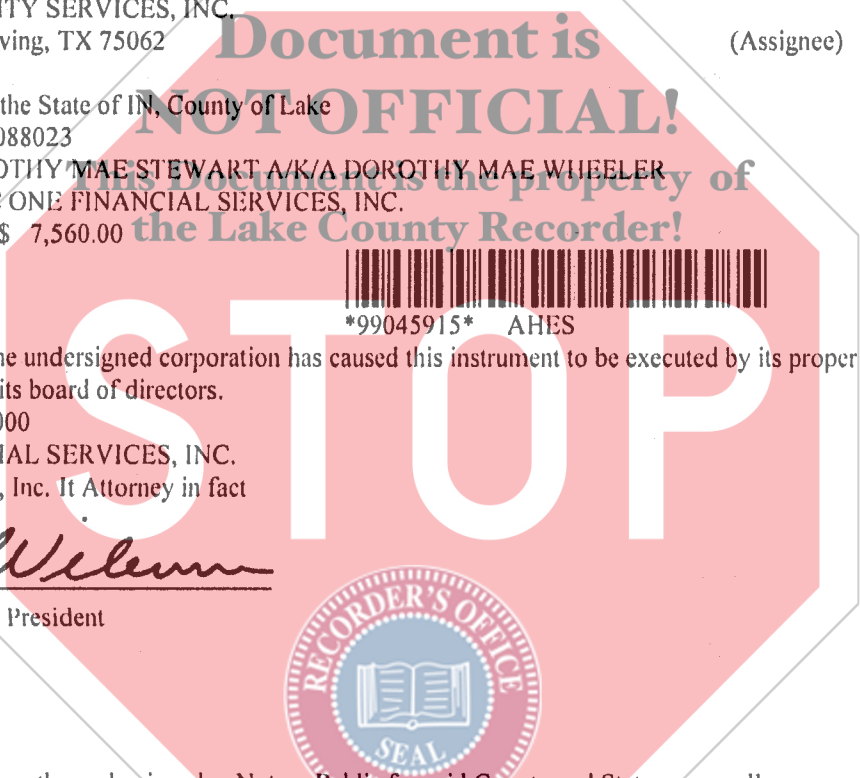 ITY SERVICES, INC.
ving, TX 75062 (Assignee)
Document is
the State of IN, County of Lake
NOT OFFICIAL!
088023
OTHY MAE STEWART A/K/A DOROTHY MAE WHEELER
This Document is the property of
ONE FINANCIAL SERVICES, INC.
$ 7,560.00
the Lake County Recorder!
*99045915* AHES
STOP
ne undersigned corporation has caused this instrument to be executed by its proper
its board of directors.
000
IAL SERVICES, INC.
, Inc. It Attorney in fact
President
RECORDER'S OFFICE
SEAL